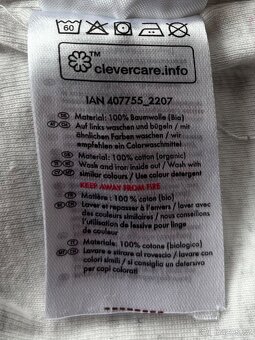 60
clevercare.info
IAN 407755_2207
Material: 100% Baumwolle (Bio)
Auf links waschen und bügeln / mit
ähnlichen Farben waschen / wir
empfehlen ein Colorwaschmittel
Material: 100% cotton (organic)
Wash and iron inside out / Wash with
similar colours / Use colour detergent
KEEP AWAY FROM FIRE
Matière : 100 % coton (bio)
Laver et repasser à l'envers / Laver avec
des couleurs similaires / nous conseillons
l'utilisation de lessive pour linge
de couleur
Materiale: 100% cotone (biologico)
Lavare e stirare al rovescio / Lavare con
colori simili / si consiglia un detersivo
per capi colorati